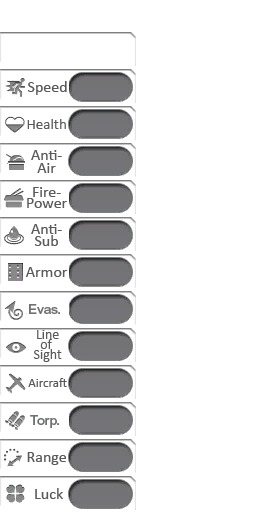 Speed
Health
Anti-
Air
Fire-
Power
Anti-
Sub
Armor
Evas.
Line
of
Sight
Aircraft
Torp.
Range
Luck